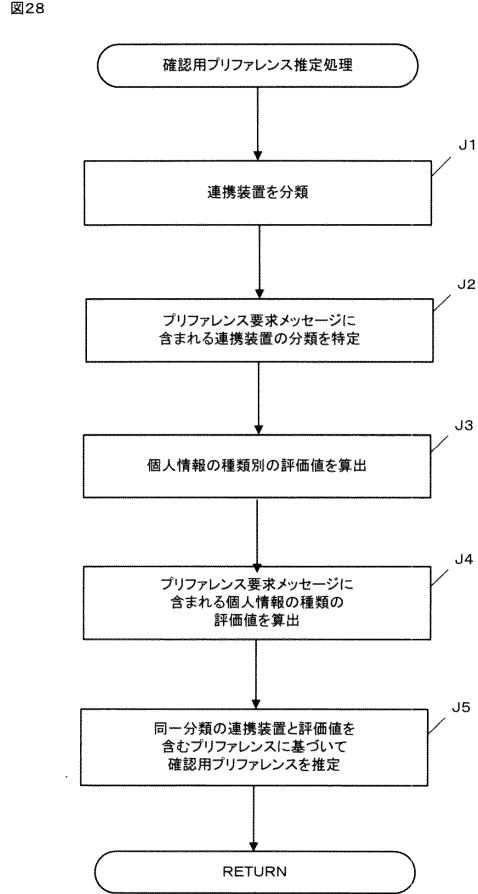 図28
確認用プリファレンス推定処理
J1
連携装置を分類
J2
プリファレンス要求メッセージに
含まれる連携装置の分類を特定
J3
個人情報の種類別の評価値を算出
J4
プリファレンス要求メッセージに
含まれる個人情報の種類の
評価値を算出
J5
同一分類の連携装置と評価値を
含むプリファレンスに基づいて
確認用プリファレンスを推定
RETURN